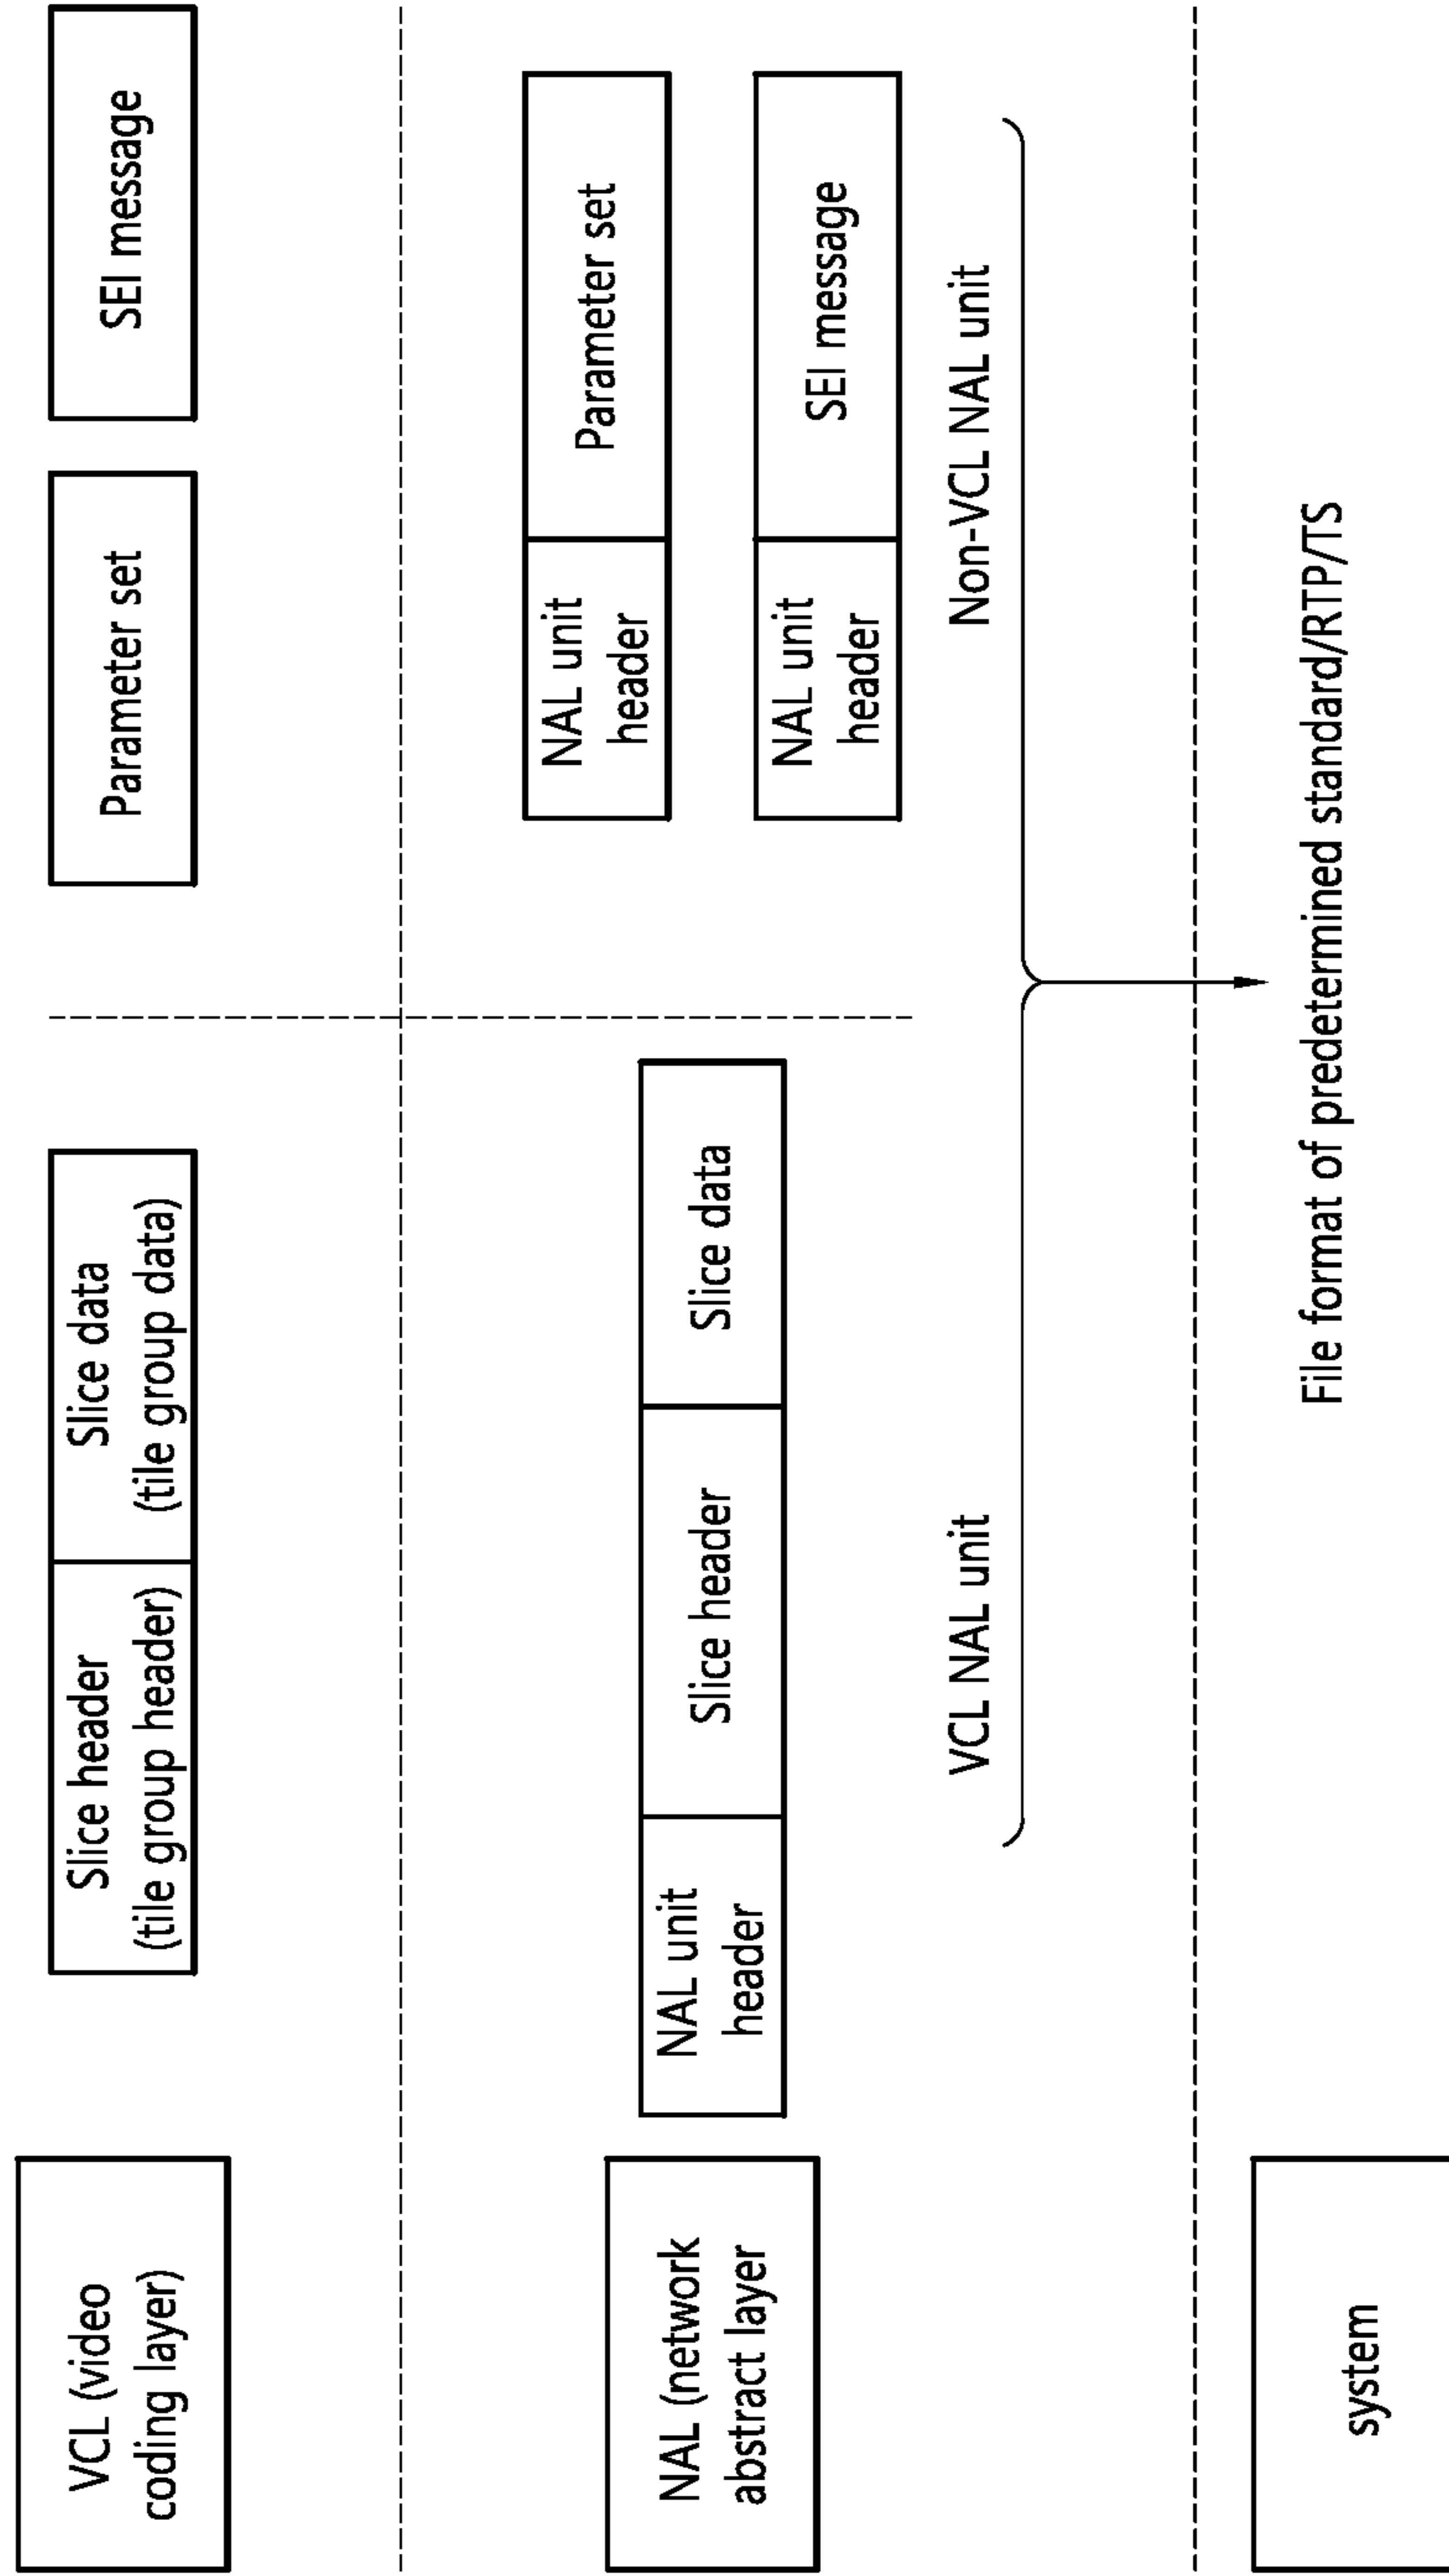 VCL (video
coding layer)
Slice header
(tile group header)
Slice data
(tile group data)
Parameter set
SEI message
NAL (network
abstract layer
NAL unit
header
Slice header
Slice data
NAL unit
header
Parameter set
NAL unit
header
SEI message
VCL NAL unit
Non-VCL NAL unit
system
File format of predetermined standard/RTP/TS